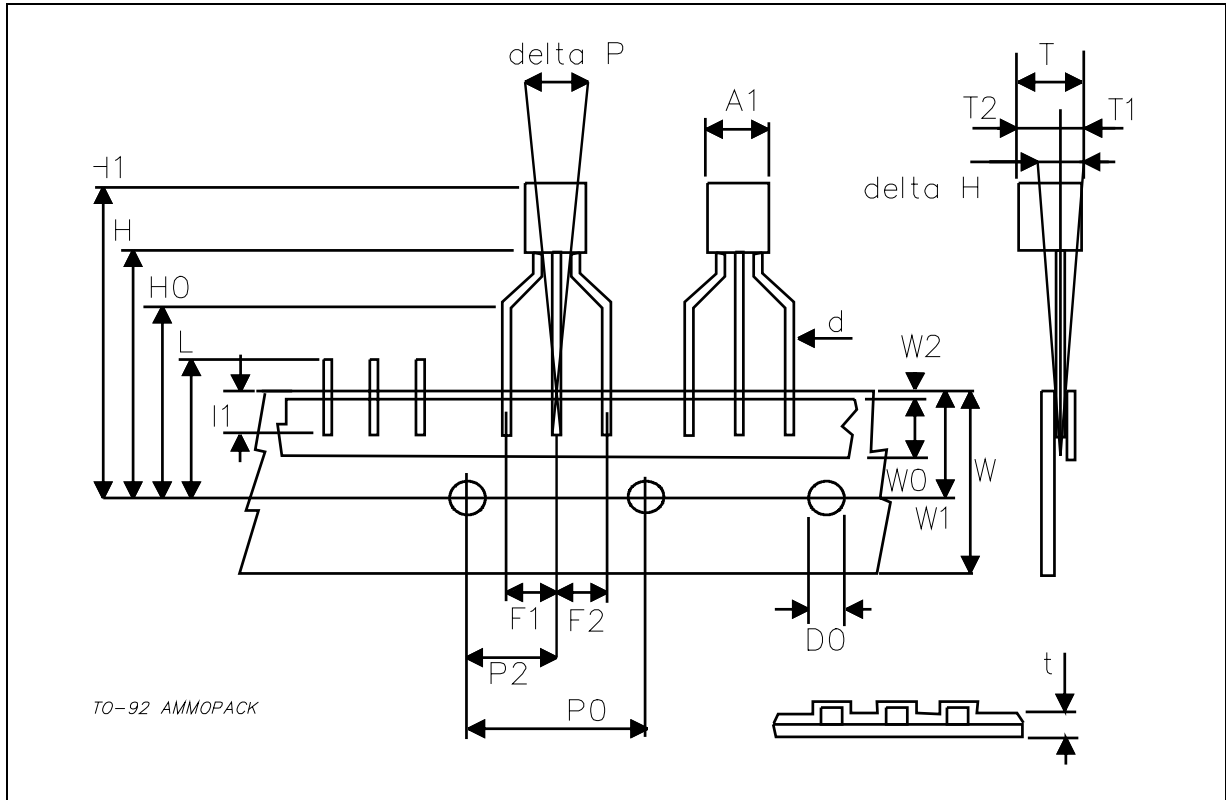 delta P
T
A1
T2
T1
H1
delta H
H
H0
L
d
W2
I1
W0
W
W1
F1
F2
D0
P2
t
P0
TO-92 AMMOPACK